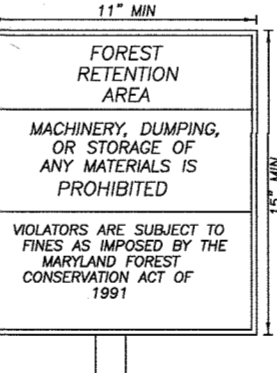 11" MIN
FOREST
RETENTION
AREA
MACHINERY, DUMPING,
OR STORAGE OF
ANY MATERIALS IS
PROHIBITED
VIOLATORS ARE SUBJECT TO
FINES AS IMPOSED BY THE
MARYLAND FOREST
CONSERVATION ACT OF
1991
15" MIN